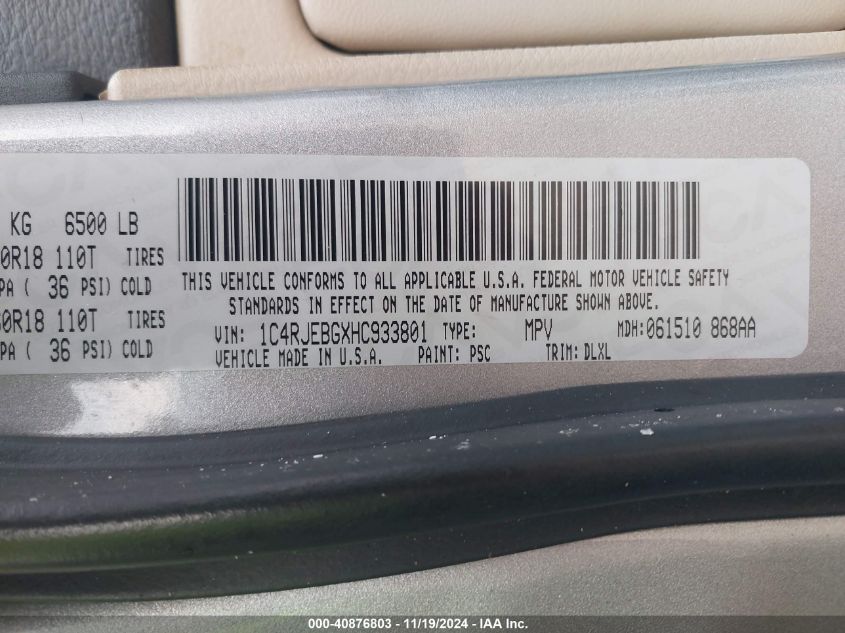 KG 6500 LB
0R18 110T TIRES
PA ( 36 PSI) COLD
60R18 110T TIRES
PA ( 36 PSI) COLD
THIS VEHICLE CONFORMS TO ALL APPLICABLE U.S.A. FEDERAL MOTOR VEHICLE SAFETY
STANDARDS IN EFFECT ON THE DATE OF MANUFACTURE SHOWN ABOVE.
VIN: 1C4RJEBGXHC933801 TYPE: MPV MDH: 061510 868AA
VEHICLE MADE IN U.S.A. PAINT: PSC TRIM: DLXL
000-40876803 - 11/19/2024 - IAA Inc.